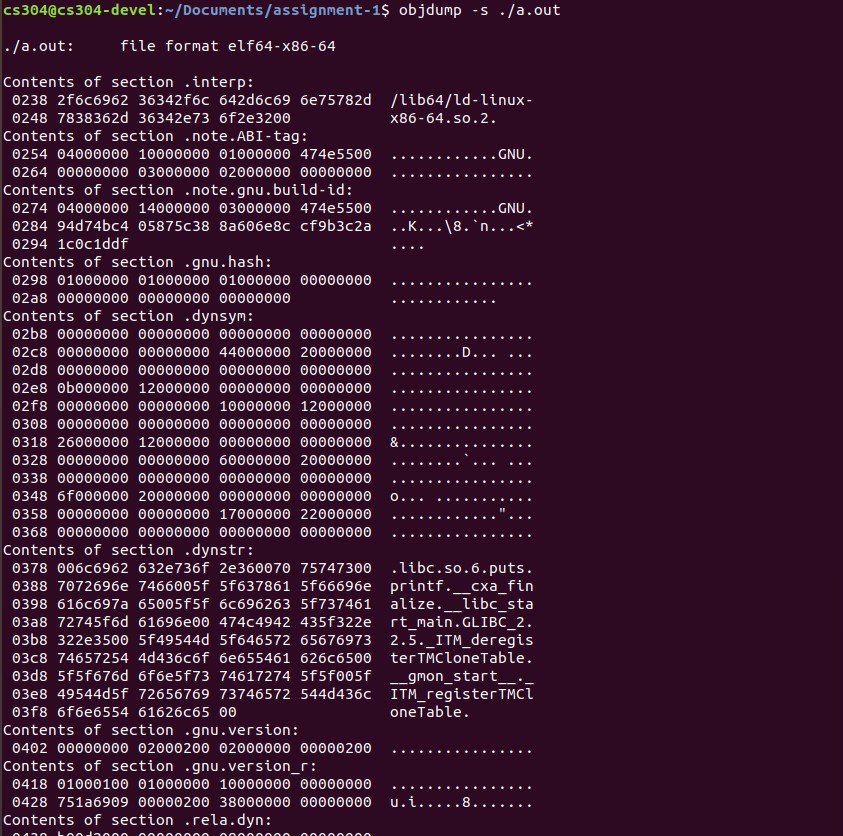 cs304@cs304-devel:~/Documents/assignment-1$ objdump -s ./a.out
./a.out:     file format elf64-x86-64
Contents of section .interp:
 0238 2f6c6962 36342f6c 642d6c69 6e75782d  /lib64/ld-linux-
 0248 7838362d 36342e73 6f2e3200           x86-64.so.2.
Contents of section .note.ABI-tag:
 0254 04000000 10000000 01000000 474e5500  ............GNU.
 0264 00000000 03000000 02000000 00000000  ................
Contents of section .note.gnu.build-id:
 0274 04000000 14000000 03000000 474e5500  ............GNU.
 0284 94d74bc4 05875c38 8a606e8c cf9b3c2a  ..K...\8.`n...<*
 0294 1c0c1ddf                             ....
Contents of section .gnu.hash:
 0298 01000000 01000000 01000000 00000000  ................
 02a8 00000000 00000000 00000000           ............
Contents of section .dynsym:
 02b8 00000000 00000000 00000000 00000000  ................
 02c8 00000000 00000000 44000000 20000000  ........D... ...
 02d8 00000000 00000000 00000000 00000000  ................
 02e8 0b000000 12000000 00000000 00000000  ................
 02f8 00000000 00000000 10000000 12000000  ................
 0308 00000000 00000000 00000000 00000000  ................
 0318 26000000 12000000 00000000 00000000  &...............
 0328 00000000 00000000 60000000 20000000  ........`... ...
 0338 00000000 00000000 00000000 00000000  ................
 0348 6f000000 20000000 00000000 00000000  o... ...........
 0358 00000000 00000000 17000000 22000000  ............"...
 0368 00000000 00000000 00000000 00000000  ................
Contents of section .dynstr:
 0378 006c6962 632e736f 2e360070 75747300  .libc.so.6.puts.
 0388 7072696e 7466005f 5f637861 5f66696e  printf.__cxa_fin
 0398 616c697a 65005f5f 6c696263 5f737461  alize.__libc_sta
 03a8 72745f6d 61696e00 474c4942 435f322e  rt_main.GLIBC_2.
 03b8 322e3500 5f49544d 5f646572 65676973  2.5._ITM_deregis
 03c8 74657254 4d436c6f 6e655461 626c6500  terTMCloneTable.
 03d8 5f5f676d 6f6e5f73 74617274 5f5f005f  __gmon_start__._
 03e8 49544d5f 72656769 73746572 544d436c  ITM_registerTMCl
 03f8 6f6e6554 61626c65 00                 oneTable.
Contents of section .gnu.version:
 0402 00000000 02000200 02000000 00000200  ................
Contents of section .gnu.version_r:
 0418 01000100 01000000 10000000 00000000  ................
 0428 751a6909 00000200 38000000 00000000  u.i.....8.......
Contents of section .rela.dyn: